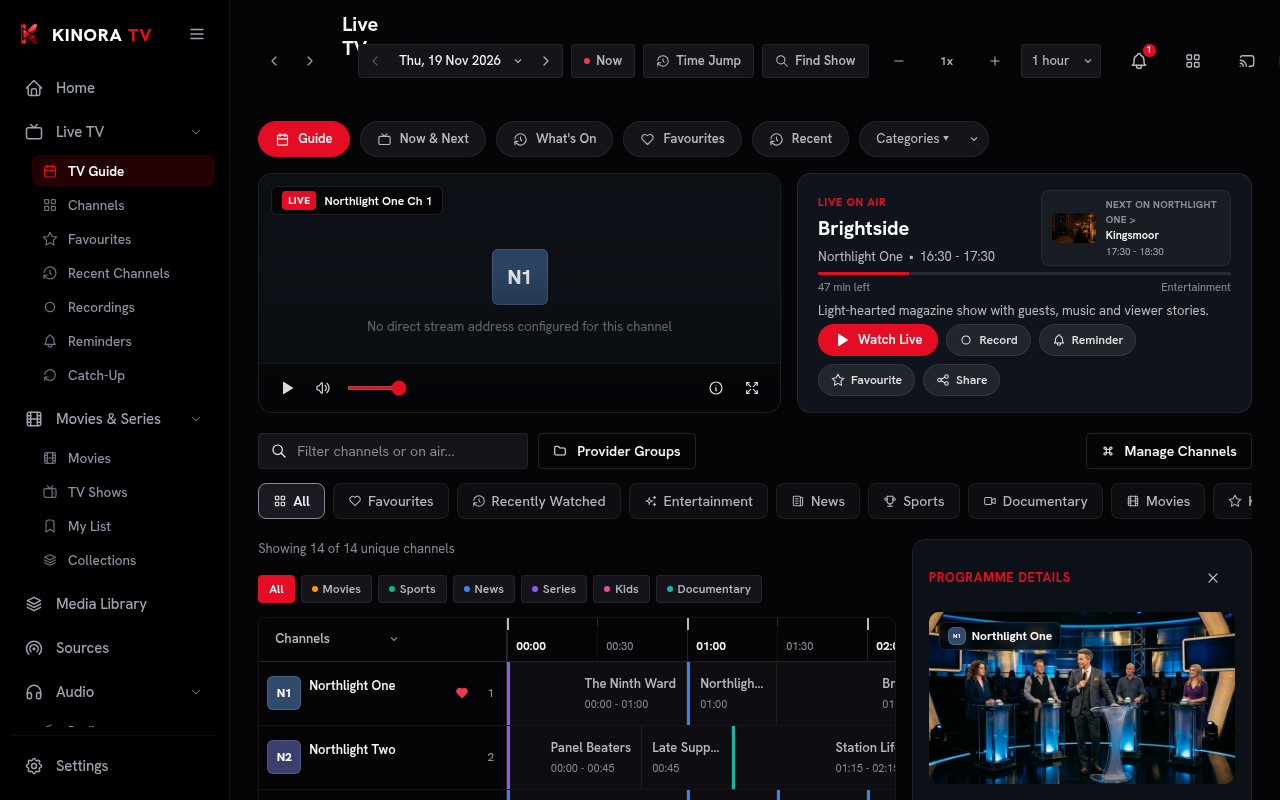 KINORA TV
Home
Live TV
TV Guide
Channels
Favourites
Recent Channels
Recordings
Reminders
Catch-Up
Movies & Series
Movies
TV Shows
My List
Collections
Media Library
Sources
Audio
Settings
Live
TV
Thu, 19 Nov 2026
Now
Time Jump
Find Show
1x
1 hour
1
Guide
Now & Next
What's On
Favourites
Recent
Categories
LIVE Northlight One Ch 1
N1
No direct stream address configured for this channel
LIVE ON AIR
Brightside
Northlight One • 16:30 - 17:30
NEXT ON NORTHLIGHT
ONE >
Kingsmoor
17:30 - 18:30
47 min left
Entertainment
Light-hearted magazine show with guests, music and viewer stories.
Watch Live
Record
Reminder
Favourite
Share
Filter channels or on air...
Provider Groups
Manage Channels
All
Favourites
Recently Watched
Entertainment
News
Sports
Documentary
Movies
Showing 14 of 14 unique channels
All
Movies
Sports
News
Series
Kids
Documentary
Channels
00:00
00:30
01:00
01:30
02:0
N1
Northlight One
1
The Ninth Ward
00:00 - 01:00
Northligh...
01:00
Br
01
N2
Northlight Two
2
Panel Beaters
00:00 - 00:45
Late Supp...
00:45
Station Lif
01:15 - 02:15
PROGRAMME DETAILS
N1 Northlight One